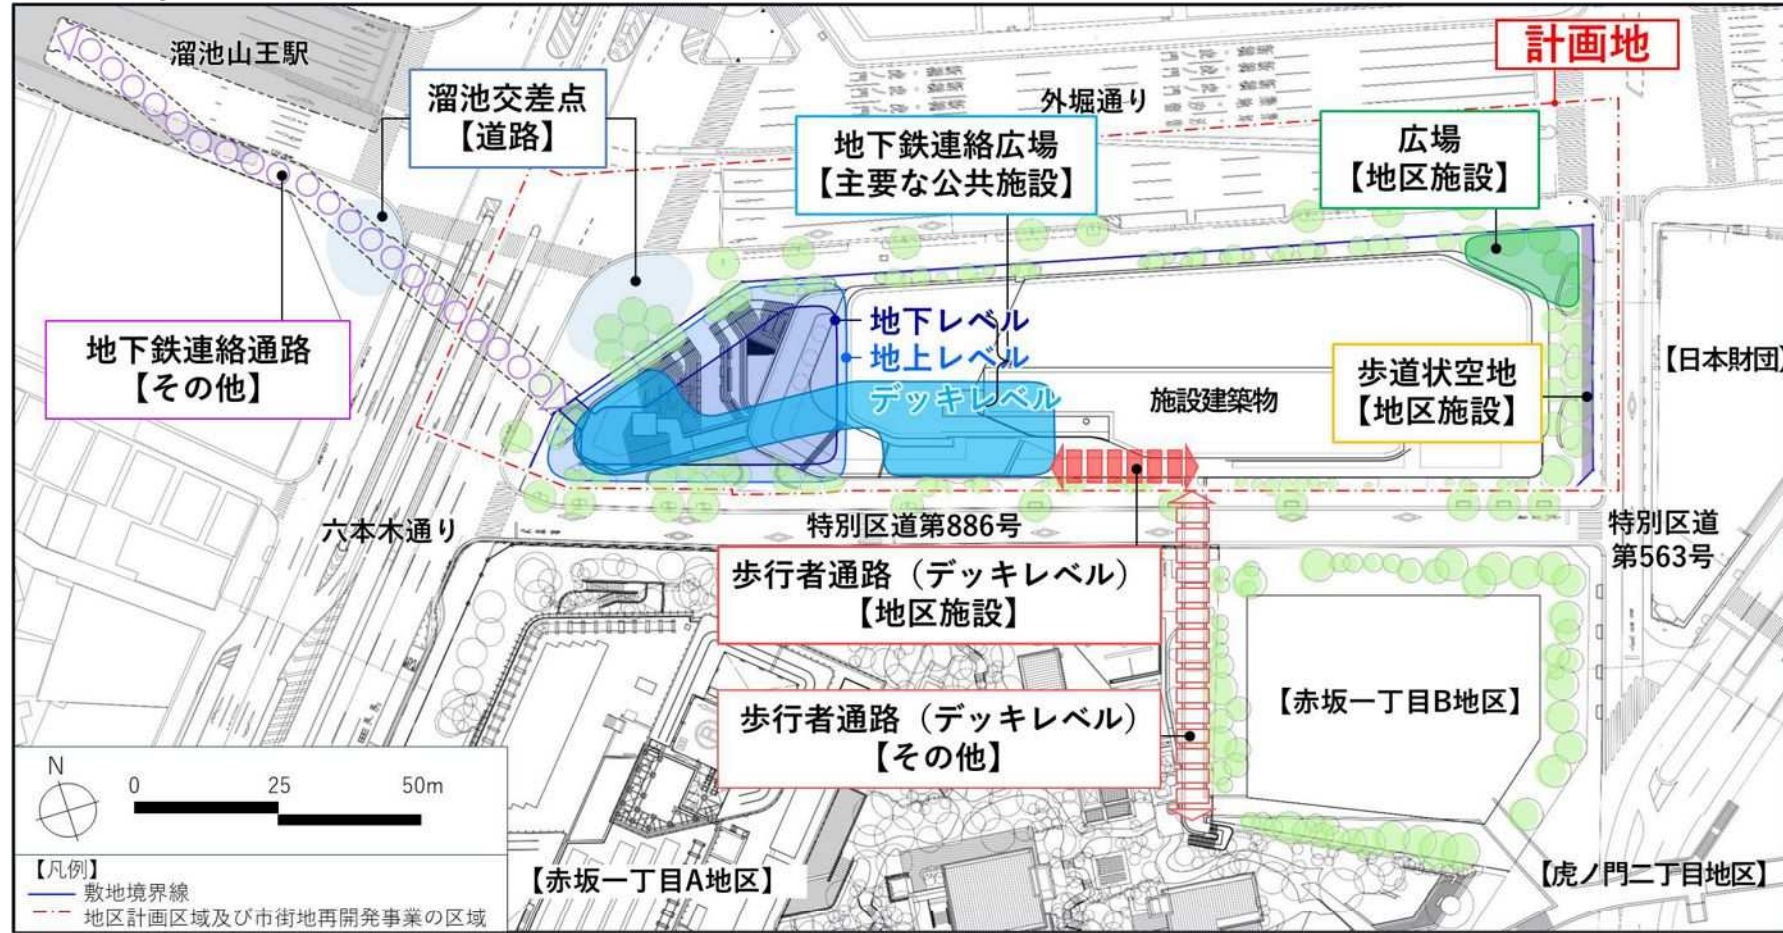 計画地
溜池山王駅
外堀通り
溜池交差点
【道路】
地下鉄連絡広場
【主要な公共施設】
広場
【地区施設】
地下鉄連絡通路
【その他】
地下レベル
地上レベル
デッキレベル
施設建築物
歩道状空地
【地区施設】
【日本財団】
六本木通り
特別区道第886号
特別区道
第563号
歩行者通路（デッキレベル）
【地区施設】
歩行者通路（デッキレベル）
【その他】
【赤坂一丁目B地区】
【赤坂一丁目A地区】
【虎ノ門二丁目地区】
N
0 25 50m
【凡例】
敷地境界線
地区計画区域及び市街地再開発事業の区域